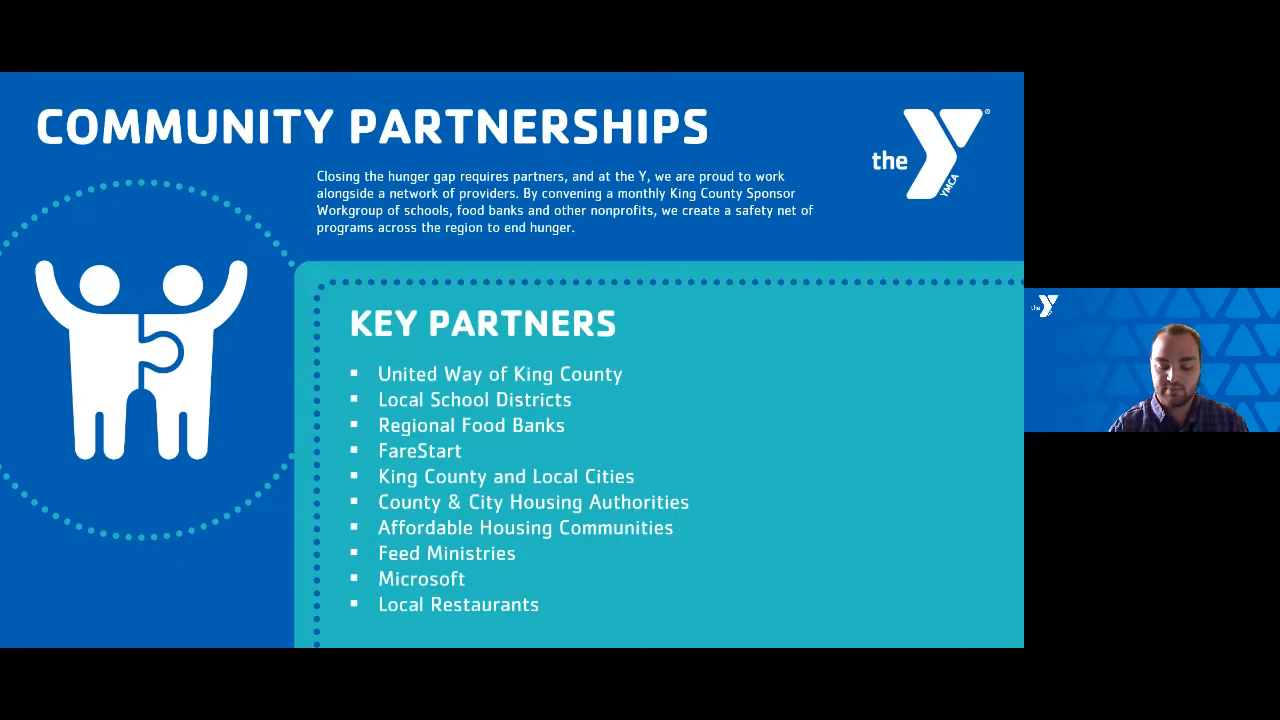 COMMUNITY PARTNERSHIPS
Closing the hunger gap requires partners, and at the Y, we are proud to work
alongside a network of providers. By convening a monthly King County Sponsor
Workgroup of schools, food banks and other nonprofits, we create a safety net of
programs across the region to end hunger.
the Y YMCA ®
KEY PARTNERS
▪ United Way of King County
▪ Local School Districts
▪ Regional Food Banks
▪ FareStart
▪ King County and Local Cities
▪ County & City Housing Authorities
▪ Affordable Housing Communities
▪ Feed Ministries
▪ Microsoft
▪ Local Restaurants
the Y